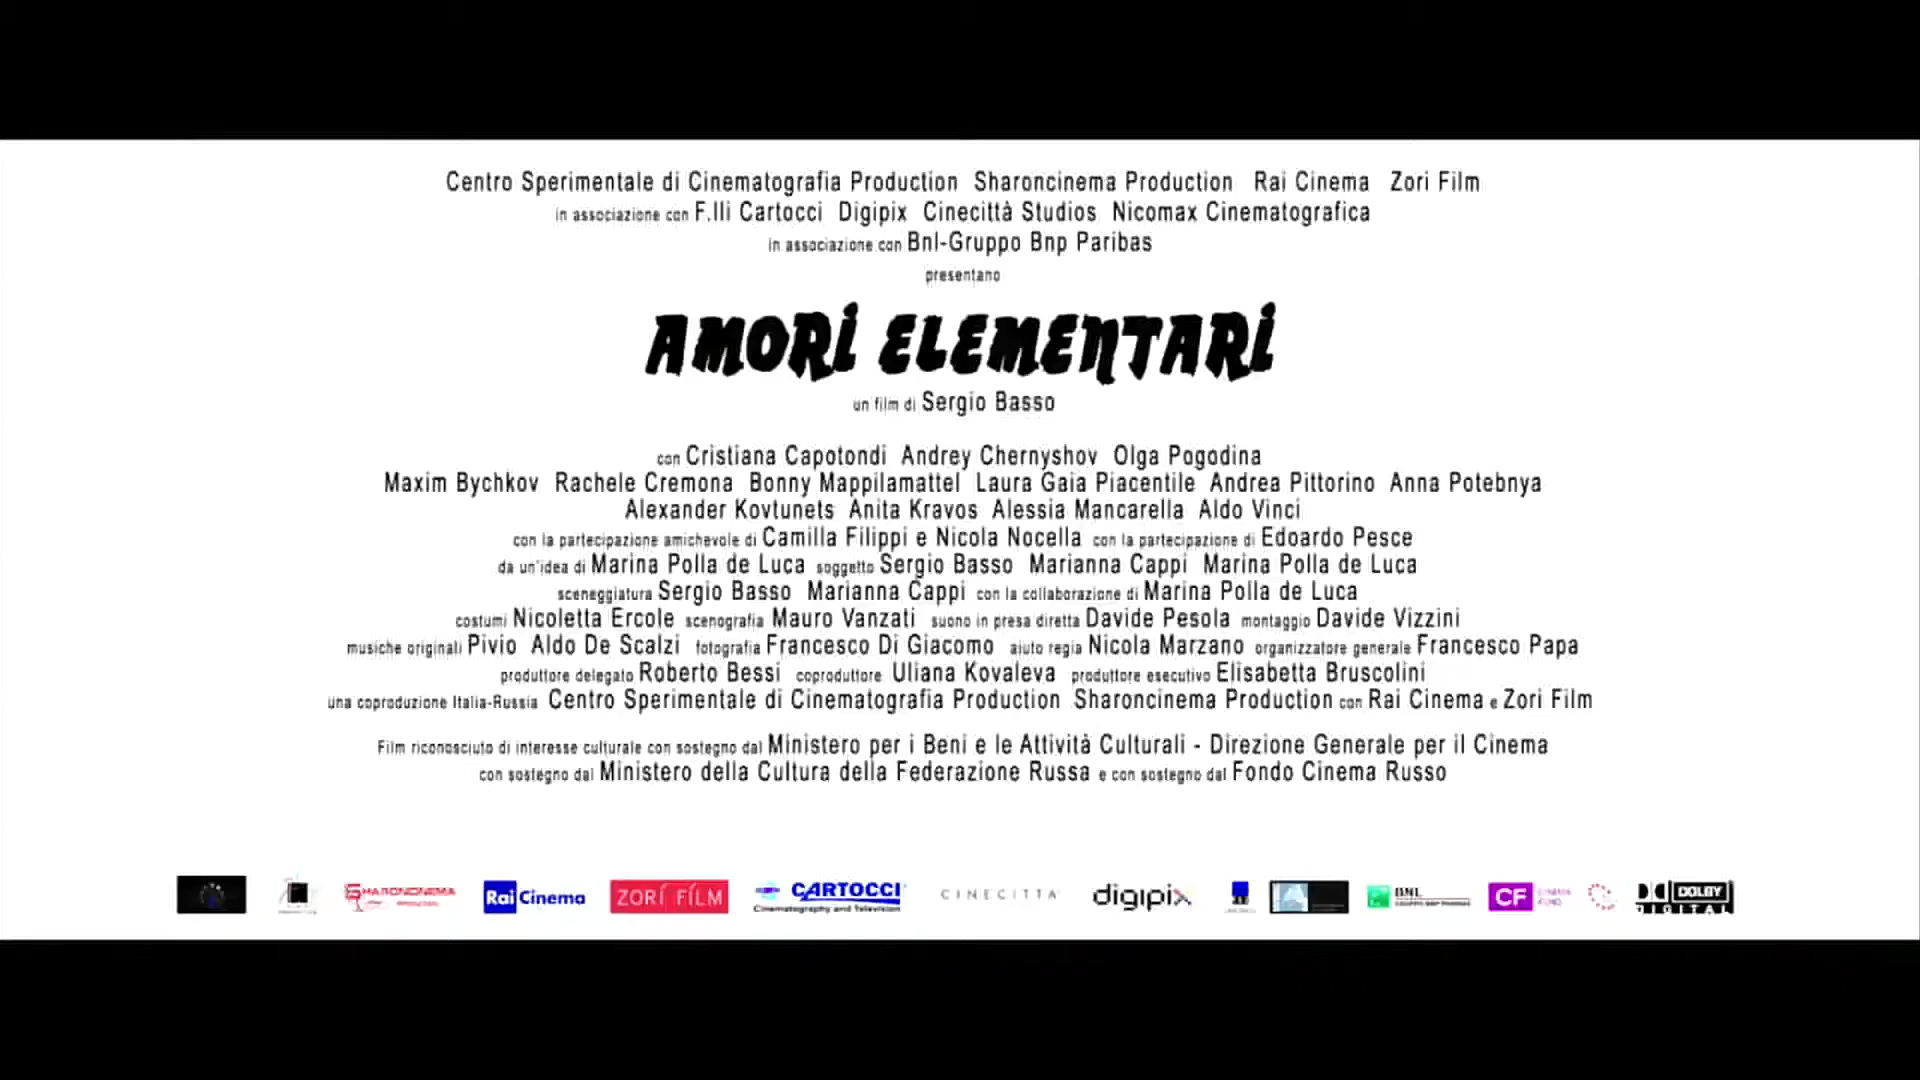 Centro Sperimentale di Cinematografia Production Sharoncinema Production Rai Cinema Zori Film
in associazione con F.lli Cartocci Digipix Cinecittà Studios Nicomax Cinematografica
in associazione con Bnl-Gruppo Bnp Paribas
presentano
AMORI ELEMENTARI
un film di Sergio Basso
con Cristiana Capotondi Andrey Chernyshov Olga Pogodina
Maxim Bychkov Rachele Cremona Bonny Mappilamattel Laura Gaia Piacentile Andrea Pittorino Anna Potebnya
Alexander Kovtunets Anita Kravos Alessia Mancarella Aldo Vinci
con la partecipazione amichevole di Camilla Filippi e Nicola Nocella con la partecipazione di Edoardo Pesce
da un'idea di Marina Polla de Luca soggetto Sergio Basso Marianna Cappi Marina Polla de Luca
sceneggiatura Sergio Basso Marianna Cappi con la collaborazione di Marina Polla de Luca
costumi Nicoletta Ercole scenografia Mauro Vanzati suono in presa diretta Davide Pesola montaggio Davide Vizzini
musiche originali Pivio Aldo De Scalzi fotografia Francesco Di Giacomo aiuto regia Nicola Marzano organizzatore generale Francesco Papa
produttore delegato Roberto Bessi coproduttore Uliana Kovaleva produttore esecutivo Elisabetta Bruscolini
una coproduzione Italia-Russia Centro Sperimentale di Cinematografia Production Sharoncinema Production con Rai Cinema e Zori Film
Film riconosciuto di interesse culturale con sostegno dal Ministero per i Beni e le Attività Culturali - Direzione Generale per il Cinema
con sostegno dal Ministero della Cultura della Federazione Russa e con sostegno dal Fondo Cinema Russo
SHARONCINEMA PRODUCTION Rai Cinema ZORI FILM CARTOCCI Cinematography and Television CINECITTA digipix BNL GRUPPO BNP PARIBAS CF CINEMA FUND DOLBY DIGITAL